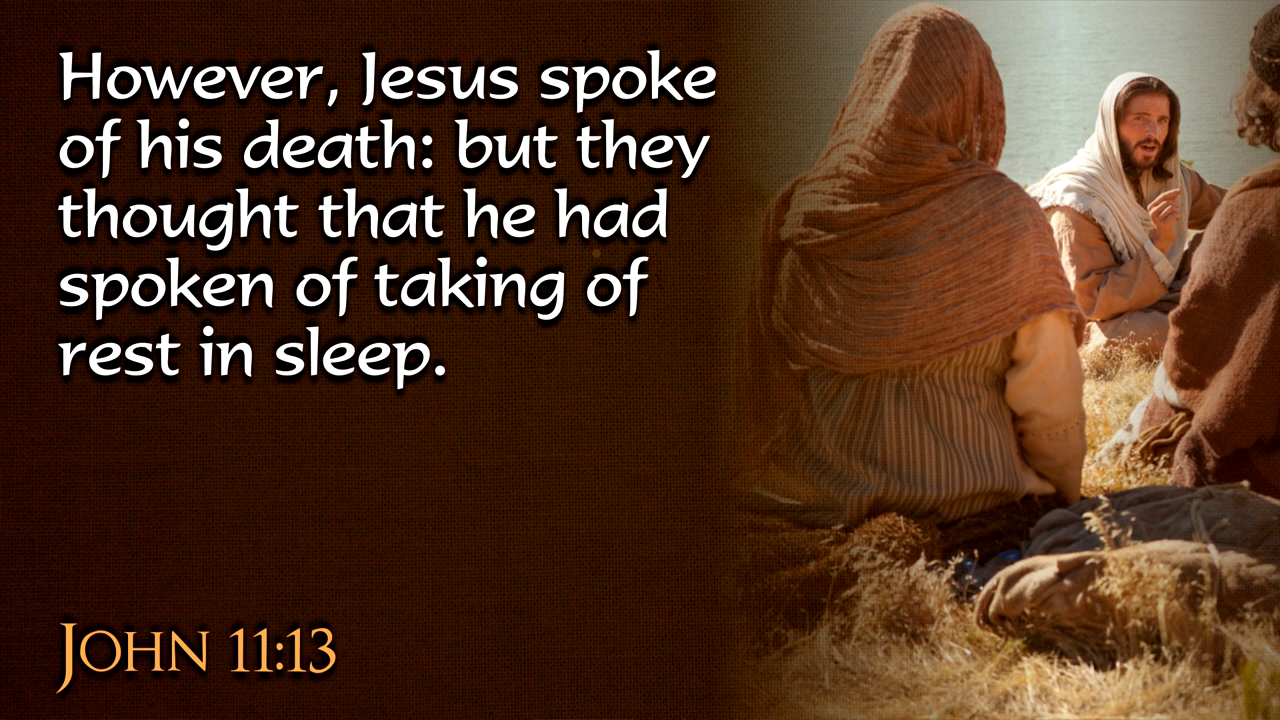 However, Jesus spoke
of his death: but they
thought that he had
spoken of taking of
rest in sleep.
John 11:13